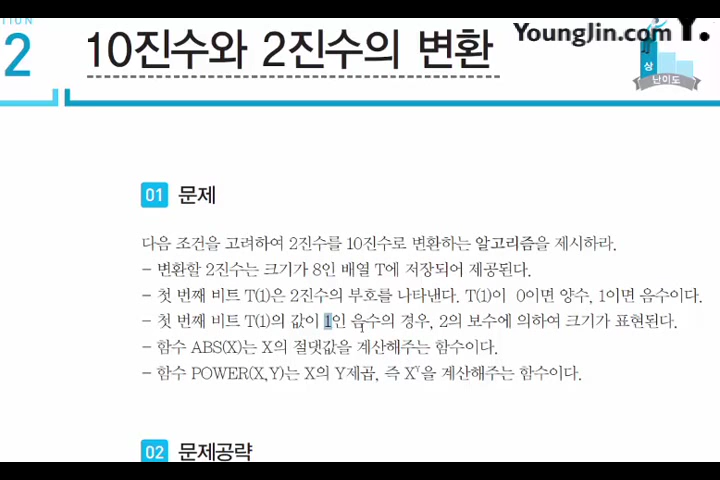 YoungJin.com Y.
2
10진수와 2진수의 변환
상
난이도
01 문제
다음 조건을 고려하여 2진수를 10진수로 변환하는 알고리즘을 제시하라.
- 변환할 2진수는 크기가 8인 배열 T에 저장되어 제공된다.
- 첫 번째 비트 T(1)은 2진수의 부호를 나타낸다. T(1)이 0이면 양수, 1이면 음수이다.
- 첫 번째 비트 T(1)의 값이 1인 음수의 경우, 2의 보수에 의하여 크기가 표현된다.
- 함수 ABS(X)는 X의 절댓값을 계산해주는 함수이다.
- 함수 POWER(X,Y)는 X의 Y제곱, 즉 Xʸ을 계산해주는 함수이다.
02 문제공략